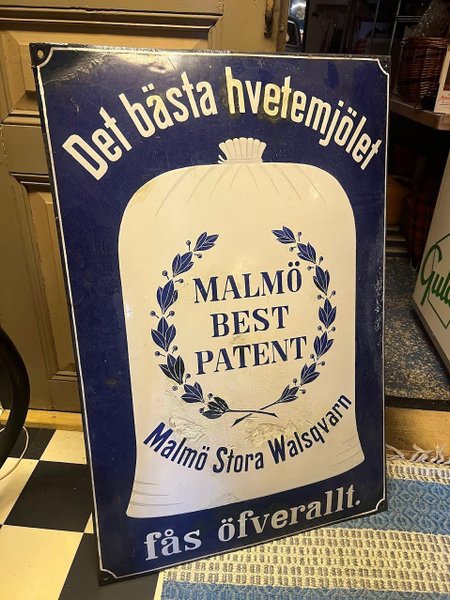 Det bästa hvetemjölet
MALMÖ
BEST
PATENT
Malmö Stora Walsqvarn
fås öfverallt.